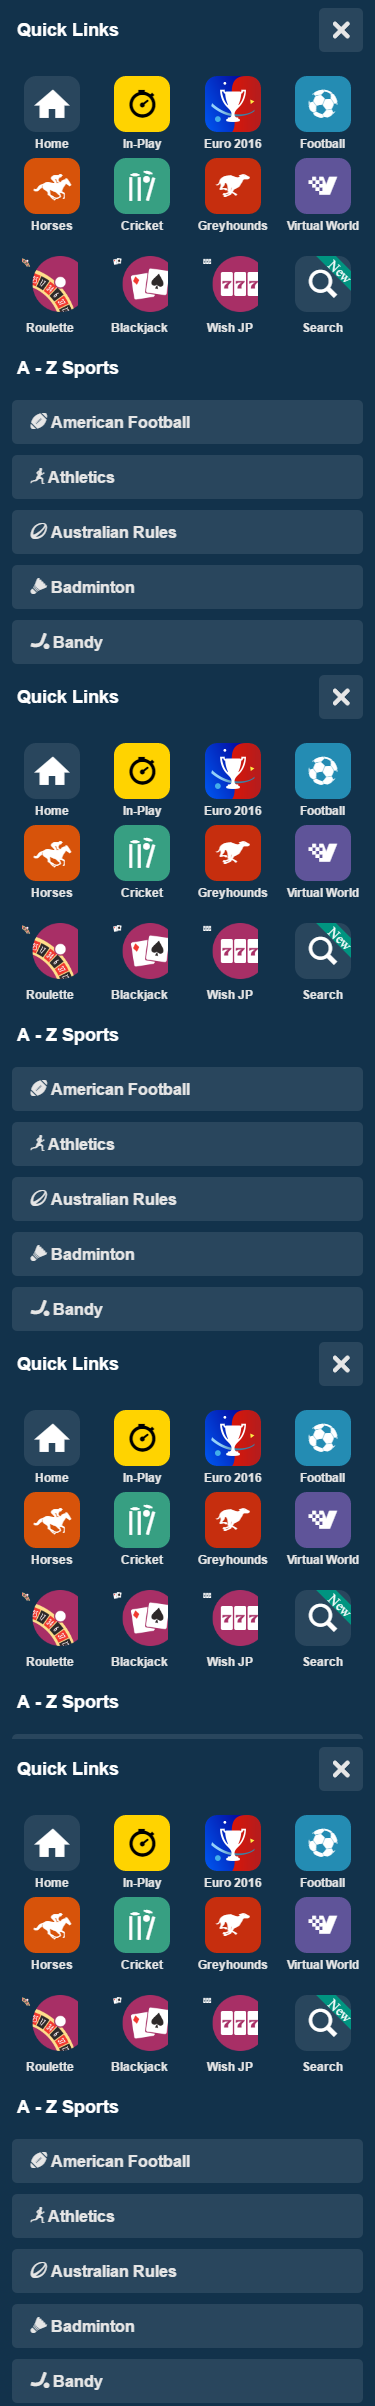 Quick Links
Home In-Play Euro 2016 Football
Horses Cricket Greyhounds Virtual World
New
Roulette Blackjack Wish JP Search
A - Z Sports
American Football
Athletics
Australian Rules
Badminton
Bandy
Quick Links
Home In-Play Euro 2016 Football
Horses Cricket Greyhounds Virtual World
New
Roulette Blackjack Wish JP Search
A - Z Sports
American Football
Athletics
Australian Rules
Badminton
Bandy
Quick Links
Home In-Play Euro 2016 Football
Horses Cricket Greyhounds Virtual World
New
Roulette Blackjack Wish JP Search
A - Z Sports
Quick Links
Home In-Play Euro 2016 Football
Horses Cricket Greyhounds Virtual World
New
Roulette Blackjack Wish JP Search
A - Z Sports
American Football
Athletics
Australian Rules
Badminton
Bandy